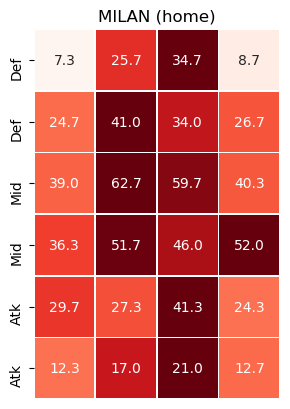 MILAN (home)
Def 7.3 25.7 34.7 8.7
Def 24.7 41.0 34.0 26.7
Mid 39.0 62.7 59.7 40.3
Mid 36.3 51.7 46.0 52.0
Atk 29.7 27.3 41.3 24.3
Atk 12.3 17.0 21.0 12.7